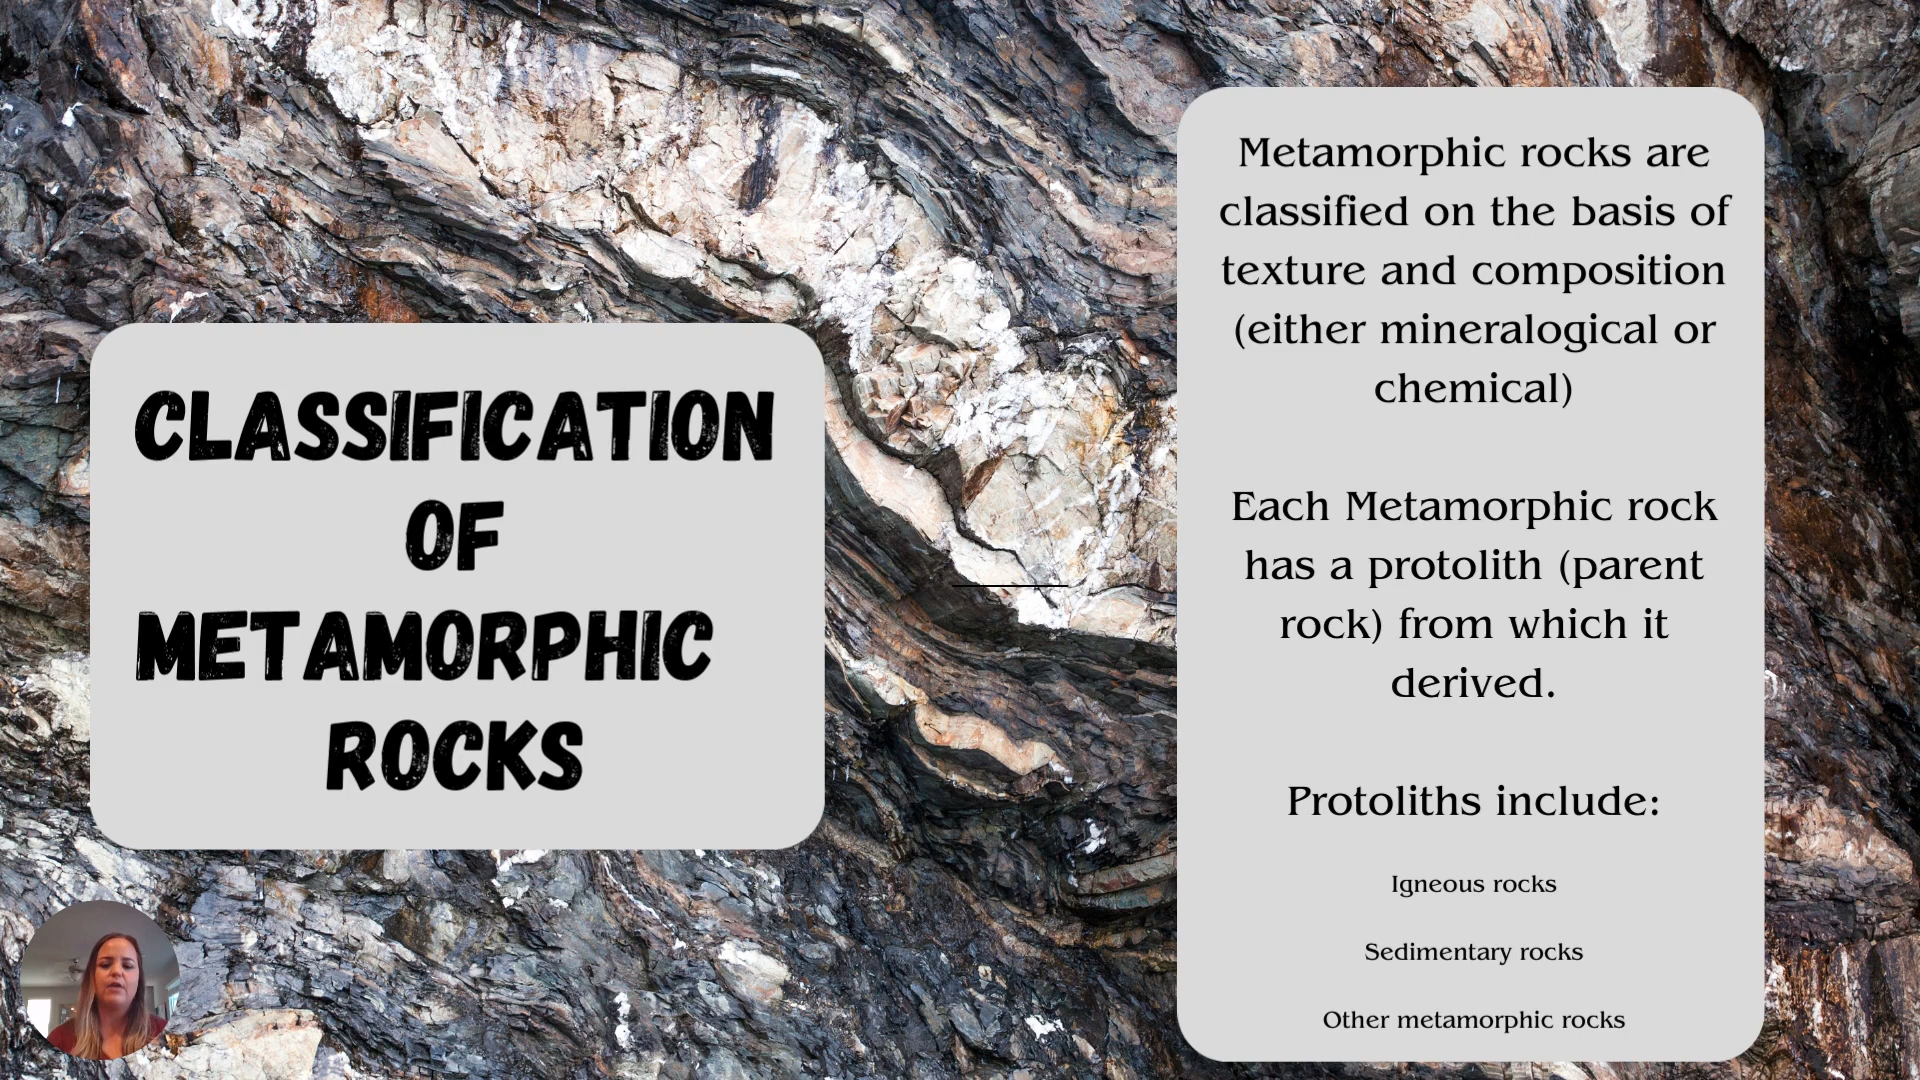 CLASSIFICATION
OF
METAMORPHIC
ROCKS
Metamorphic rocks are
classified on the basis of
texture and composition
(either mineralogical or
chemical)
Each Metamorphic rock
has a protolith (parent
rock) from which it
derived.
Protoliths include:
Igneous rocks
Sedimentary rocks
Other metamorphic rocks